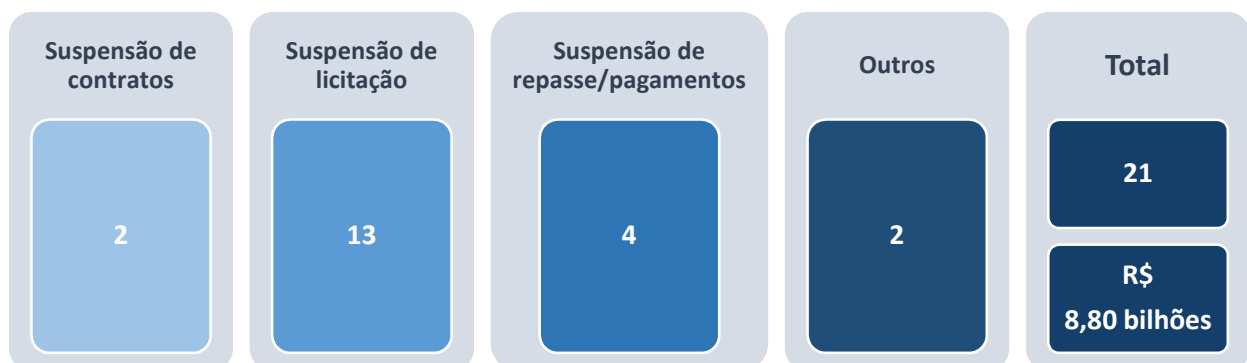 Suspensão de
contratos
2
Suspensão de
licitação
13
Suspensão de
repasse/pagamentos
4
Outros
2
Total
21
R$
8,80 bilhões